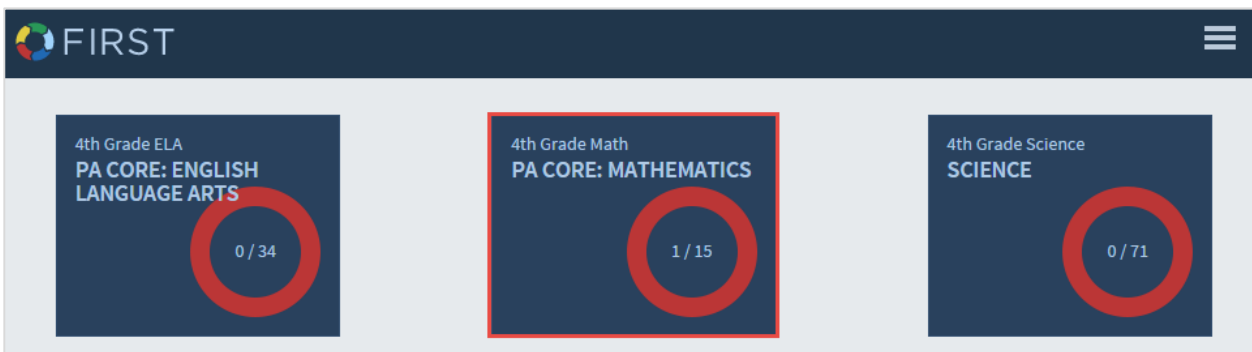 FIRST
4th Grade ELA
PA CORE: ENGLISH
LANGUAGE ARTS
0 / 34
4th Grade Math
PA CORE: MATHEMATICS
1 / 15
4th Grade Science
SCIENCE
0 / 71